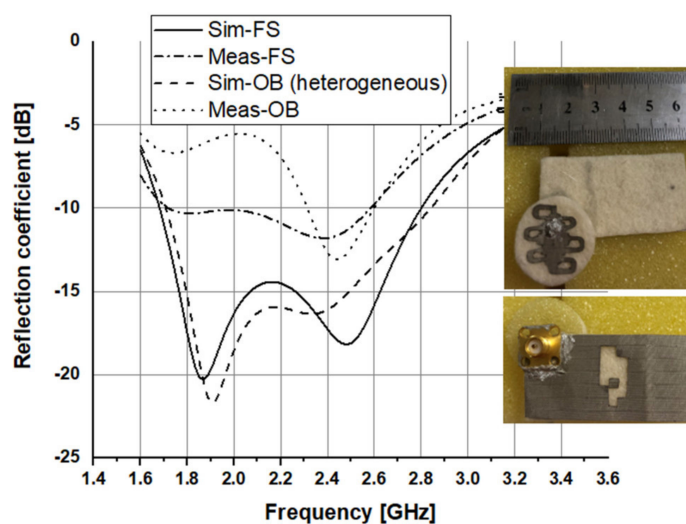 Sim-FS
Meas-FS
Sim-OB (heterogeneous)
Meas-OB
Reflection coefficient [dB]
0
-5
-10
-15
-20
-25
1.4 1.6 1.8 2.0 2.2 2.4 2.6 2.8 3.0 3.2 3.4 3.6
Frequency [GHz]
1 2 3 4 5 6